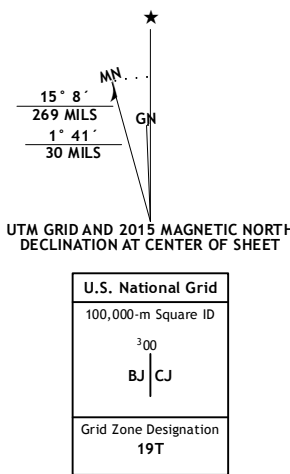 MN
GN
15° 8´
269 MILS
1° 41´
30 MILS
UTM GRID AND 2015 MAGNETIC NORTH
DECLINATION AT CENTER OF SHEET
U.S. National Grid
100,000-m Square ID
³00
BJ CJ
Grid Zone Designation
19T